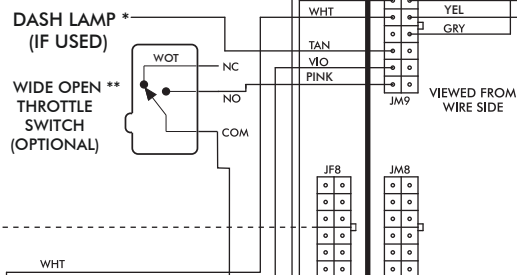 DASH LAMP *
(IF USED)
WHT
YEL
GRY
TAN
VIO
PINK
WOT
NC
NO
COM
WIDE OPEN **
THROTTLE
SWITCH
(OPTIONAL)
JM9
VIEWED FROM
WIRE SIDE
JF8
JM8
WHT